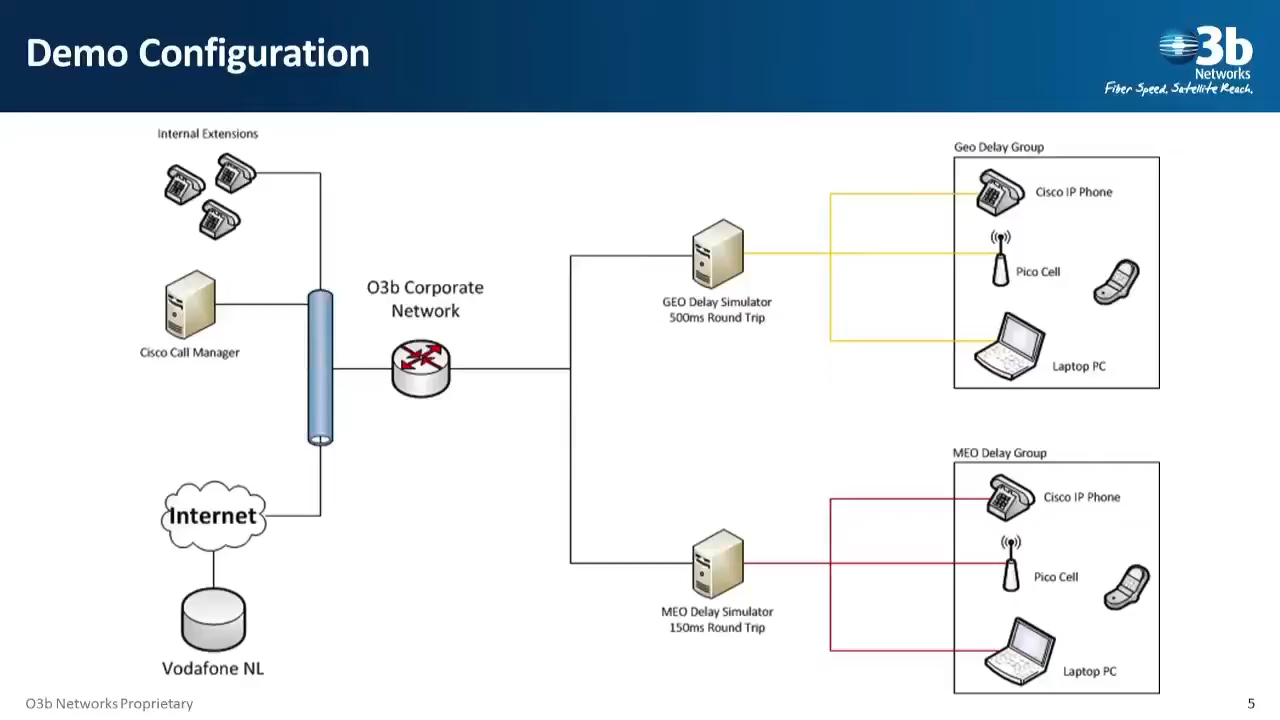 Demo Configuration
O3b
Networks
Fiber Speed. Satellite Reach.
Internal Extensions
Cisco Call Manager
Internet
Vodafone NL
O3b Corporate
Network
GEO Delay Simulator
500ms Round Trip
MEO Delay Simulator
150ms Round Trip
Geo Delay Group
Cisco IP Phone
Pico Cell
Laptop PC
MEO Delay Group
Cisco IP Phone
Pico Cell
Laptop PC
O3b Networks Proprietary
5